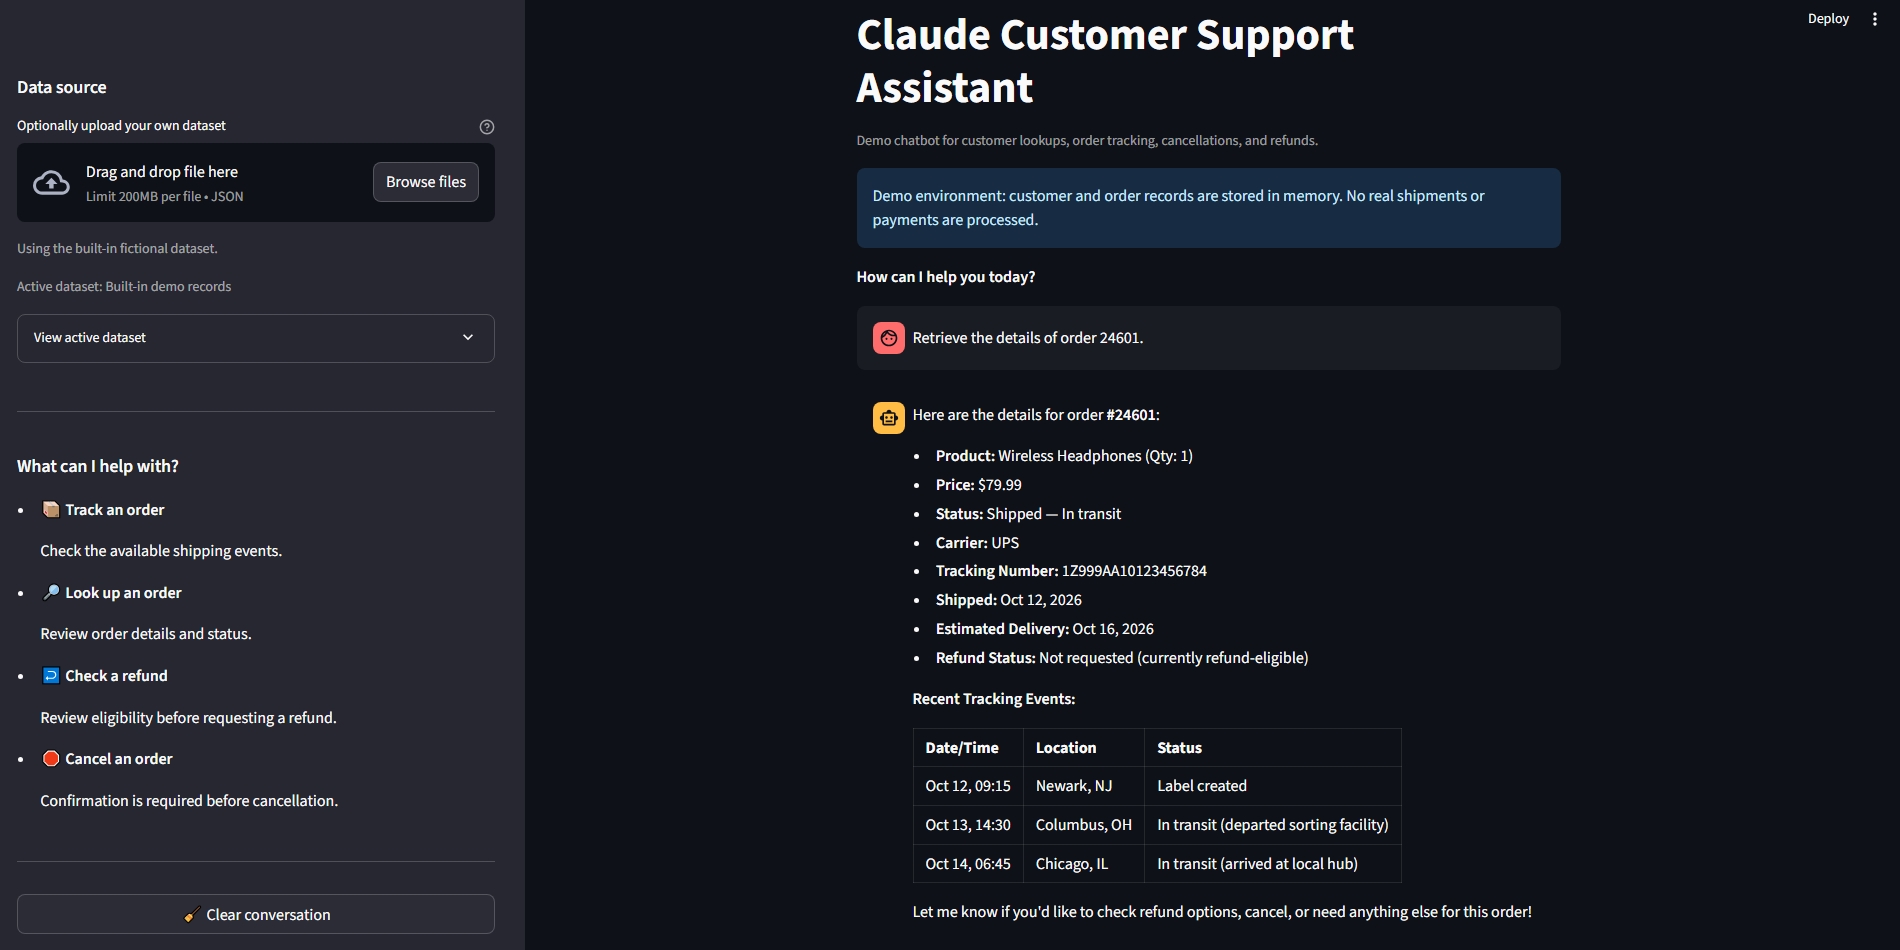 Deploy
Data source
Optionally upload your own dataset
Drag and drop file here
Limit 200MB per file • JSON
Browse files
Using the built-in fictional dataset.
Active dataset: Built-in demo records
View active dataset
What can I help with?
• 📦 Track an order
Check the available shipping events.
• 🔎 Look up an order
Review order details and status.
• ↩️ Check a refund
Review eligibility before requesting a refund.
• 🛑 Cancel an order
Confirmation is required before cancellation.
🧹 Clear conversation
Claude Customer Support
Assistant
Demo chatbot for customer lookups, order tracking, cancellations, and refunds.
Demo environment: customer and order records are stored in memory. No real shipments or
payments are processed.
How can I help you today?
Retrieve the details of order 24601.
Here are the details for order #24601:
• Product: Wireless Headphones (Qty: 1)
• Price: $79.99
• Status: Shipped — In transit
• Carrier: UPS
• Tracking Number: 1Z999AA10123456784
• Shipped: Oct 12, 2026
• Estimated Delivery: Oct 16, 2026
• Refund Status: Not requested (currently refund-eligible)
Recent Tracking Events:
Date/Time Location Status
Oct 12, 09:15 Newark, NJ Label created
Oct 13, 14:30 Columbus, OH In transit (departed sorting facility)
Oct 14, 06:45 Chicago, IL In transit (arrived at local hub)
Let me know if you'd like to check refund options, cancel, or need anything else for this order!